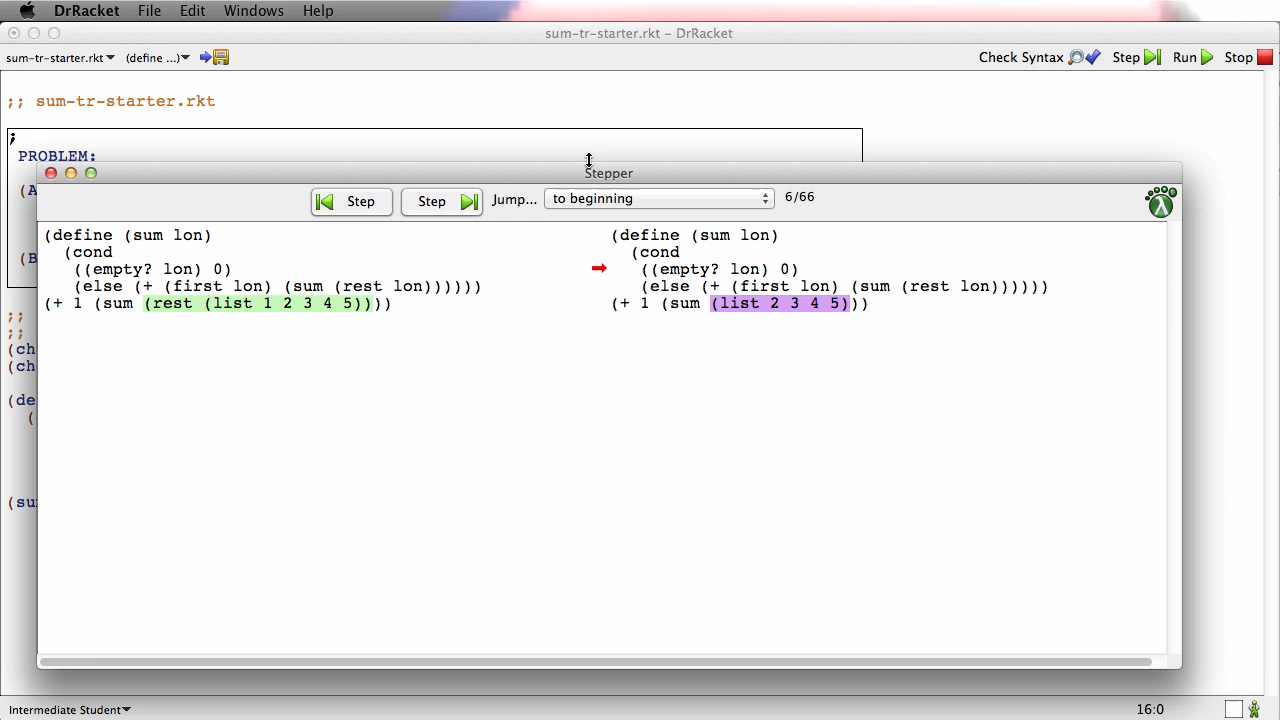 DrRacket File Edit Windows Help
sum-tr-starter.rkt – DrRacket
sum-tr-starter.rkt (define ...) Check Syntax Step Run Stop
;; sum-tr-starter.rkt
;
PROBLEM:
Stepper
(A
Step Step Jump... to beginning 6/66
(define (sum lon) (define (sum lon)
(cond (cond
((empty? lon) 0) ((empty? lon) 0)
(else (+ (first lon) (sum (rest lon)))))) (else (+ (first lon) (sum (rest lon))))))
(+ 1 (sum (rest (list 1 2 3 4 5)))) (+ 1 (sum (list 2 3 4 5)))
(B
;;
;;
(ch
(ch
(de
(
(su
Intermediate Student 16:0